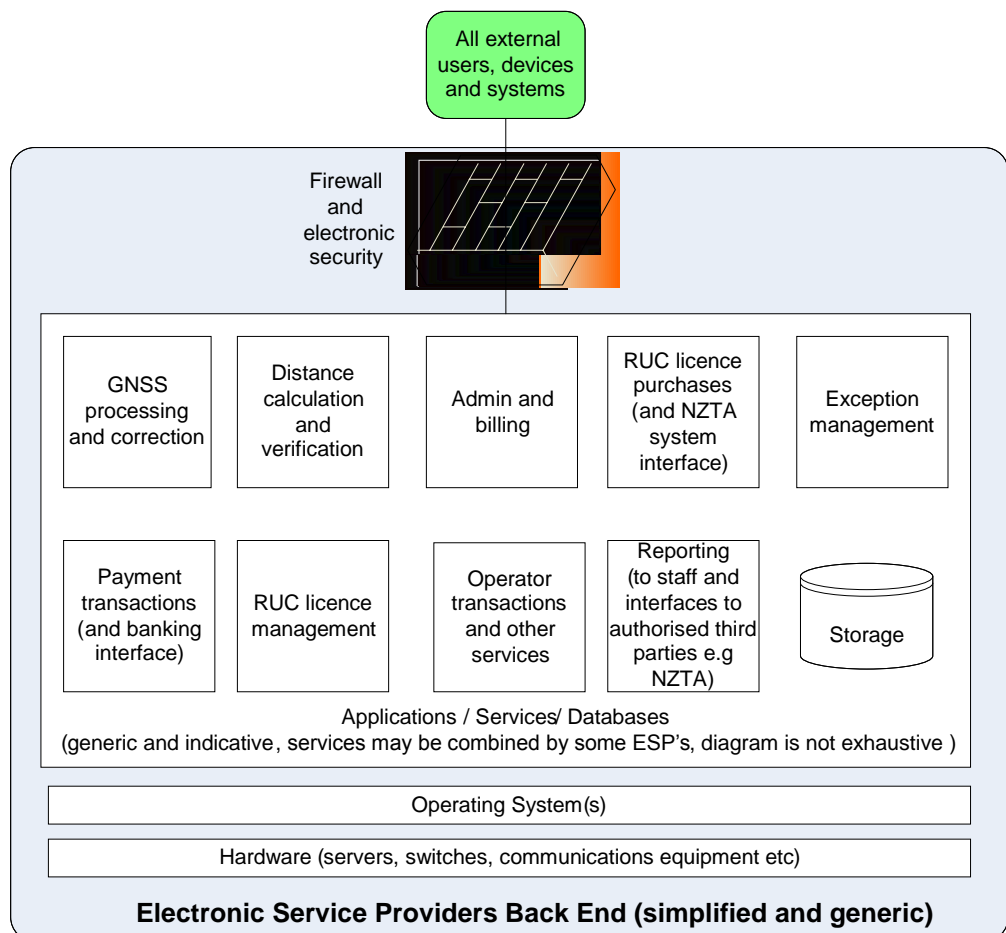 All external
users, devices
and systems
Firewall
and
electronic
security
GNSS
processing
and correction
Distance
calculation
and
verification
Admin and
billing
RUC licence
purchases
(and NZTA
system
interface)
Exception
management
Payment
transactions
(and banking
interface)
RUC licence
management
Operator
transactions
and other
services
Reporting
(to staff and
interfaces to
authorised third
parties e.g
NZTA)
Storage
Applications / Services/ Databases
(generic and indicative, services may be combined by some ESP's, diagram is not exhaustive )
Operating System(s)
Hardware (servers, switches, communications equipment etc)
Electronic Service Providers Back End (simplified and generic)